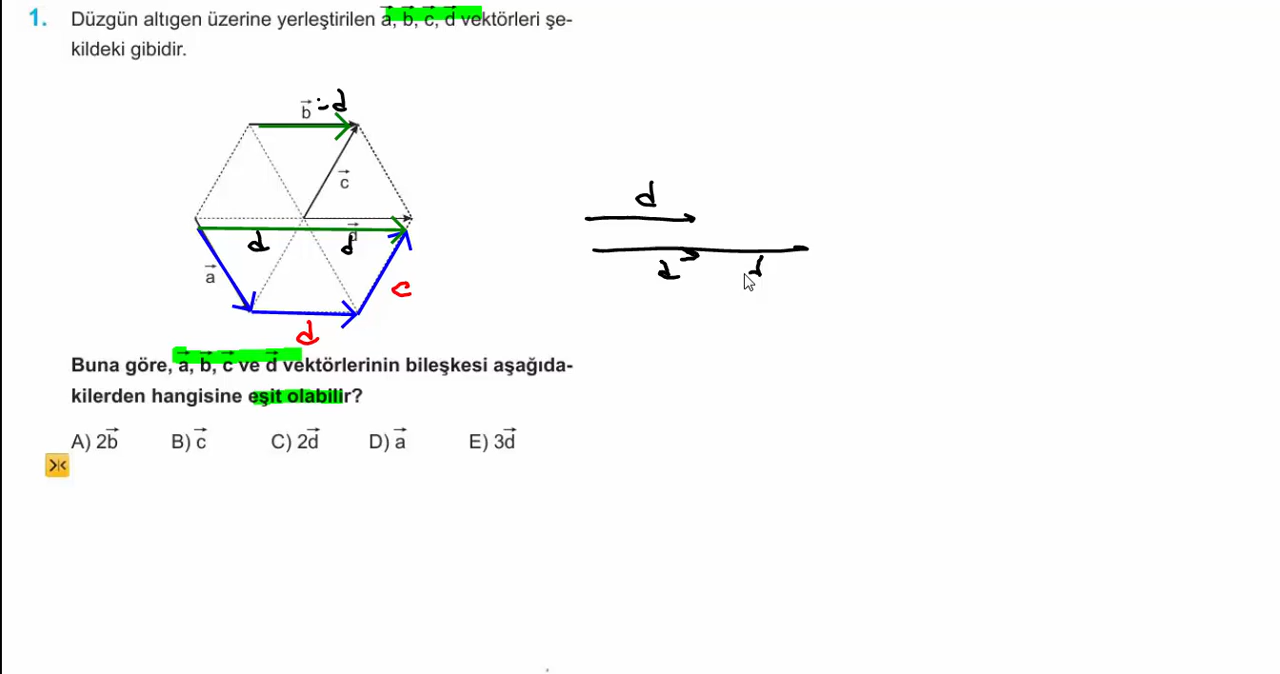 1. Düzgün altıgen üzerine yerleştirilen a⃗, b⃗, c⃗, d⃗ vektörleri şe-
kildeki gibidir.
b⃗ = d
c⃗
d⃗
d d
a⃗
c
d
d
d d
Buna göre, a⃗, b⃗, c⃗ ve d⃗ vektörlerinin bileşkesi aşağıda-
kilerden hangisine eşit olabilir?
A) 2b⃗ B) c⃗ C) 2d⃗ D) a⃗ E) 3d⃗